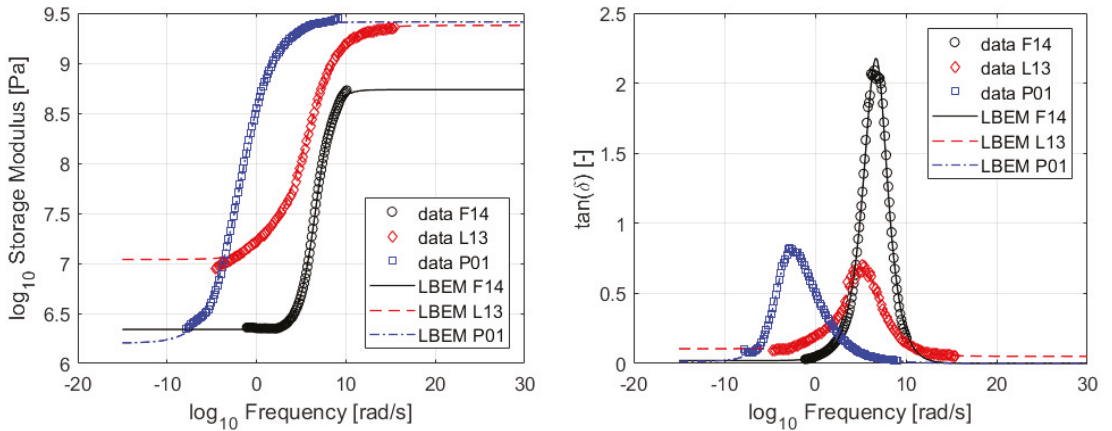 9.5
9
8.5
8
7.5
7
6.5
6
-20
-10
0
10
20
30
log10 Storage Modulus [Pa]
log10 Frequency [rad/s]
data F14
data L13
data P01
LBEM F14
LBEM L13
LBEM P01
2.5
2
1.5
1
0.5
0
-20
-10
0
10
20
30
tan(δ) [-]
log10 Frequency [rad/s]
data F14
data L13
data P01
LBEM F14
LBEM L13
LBEM P01